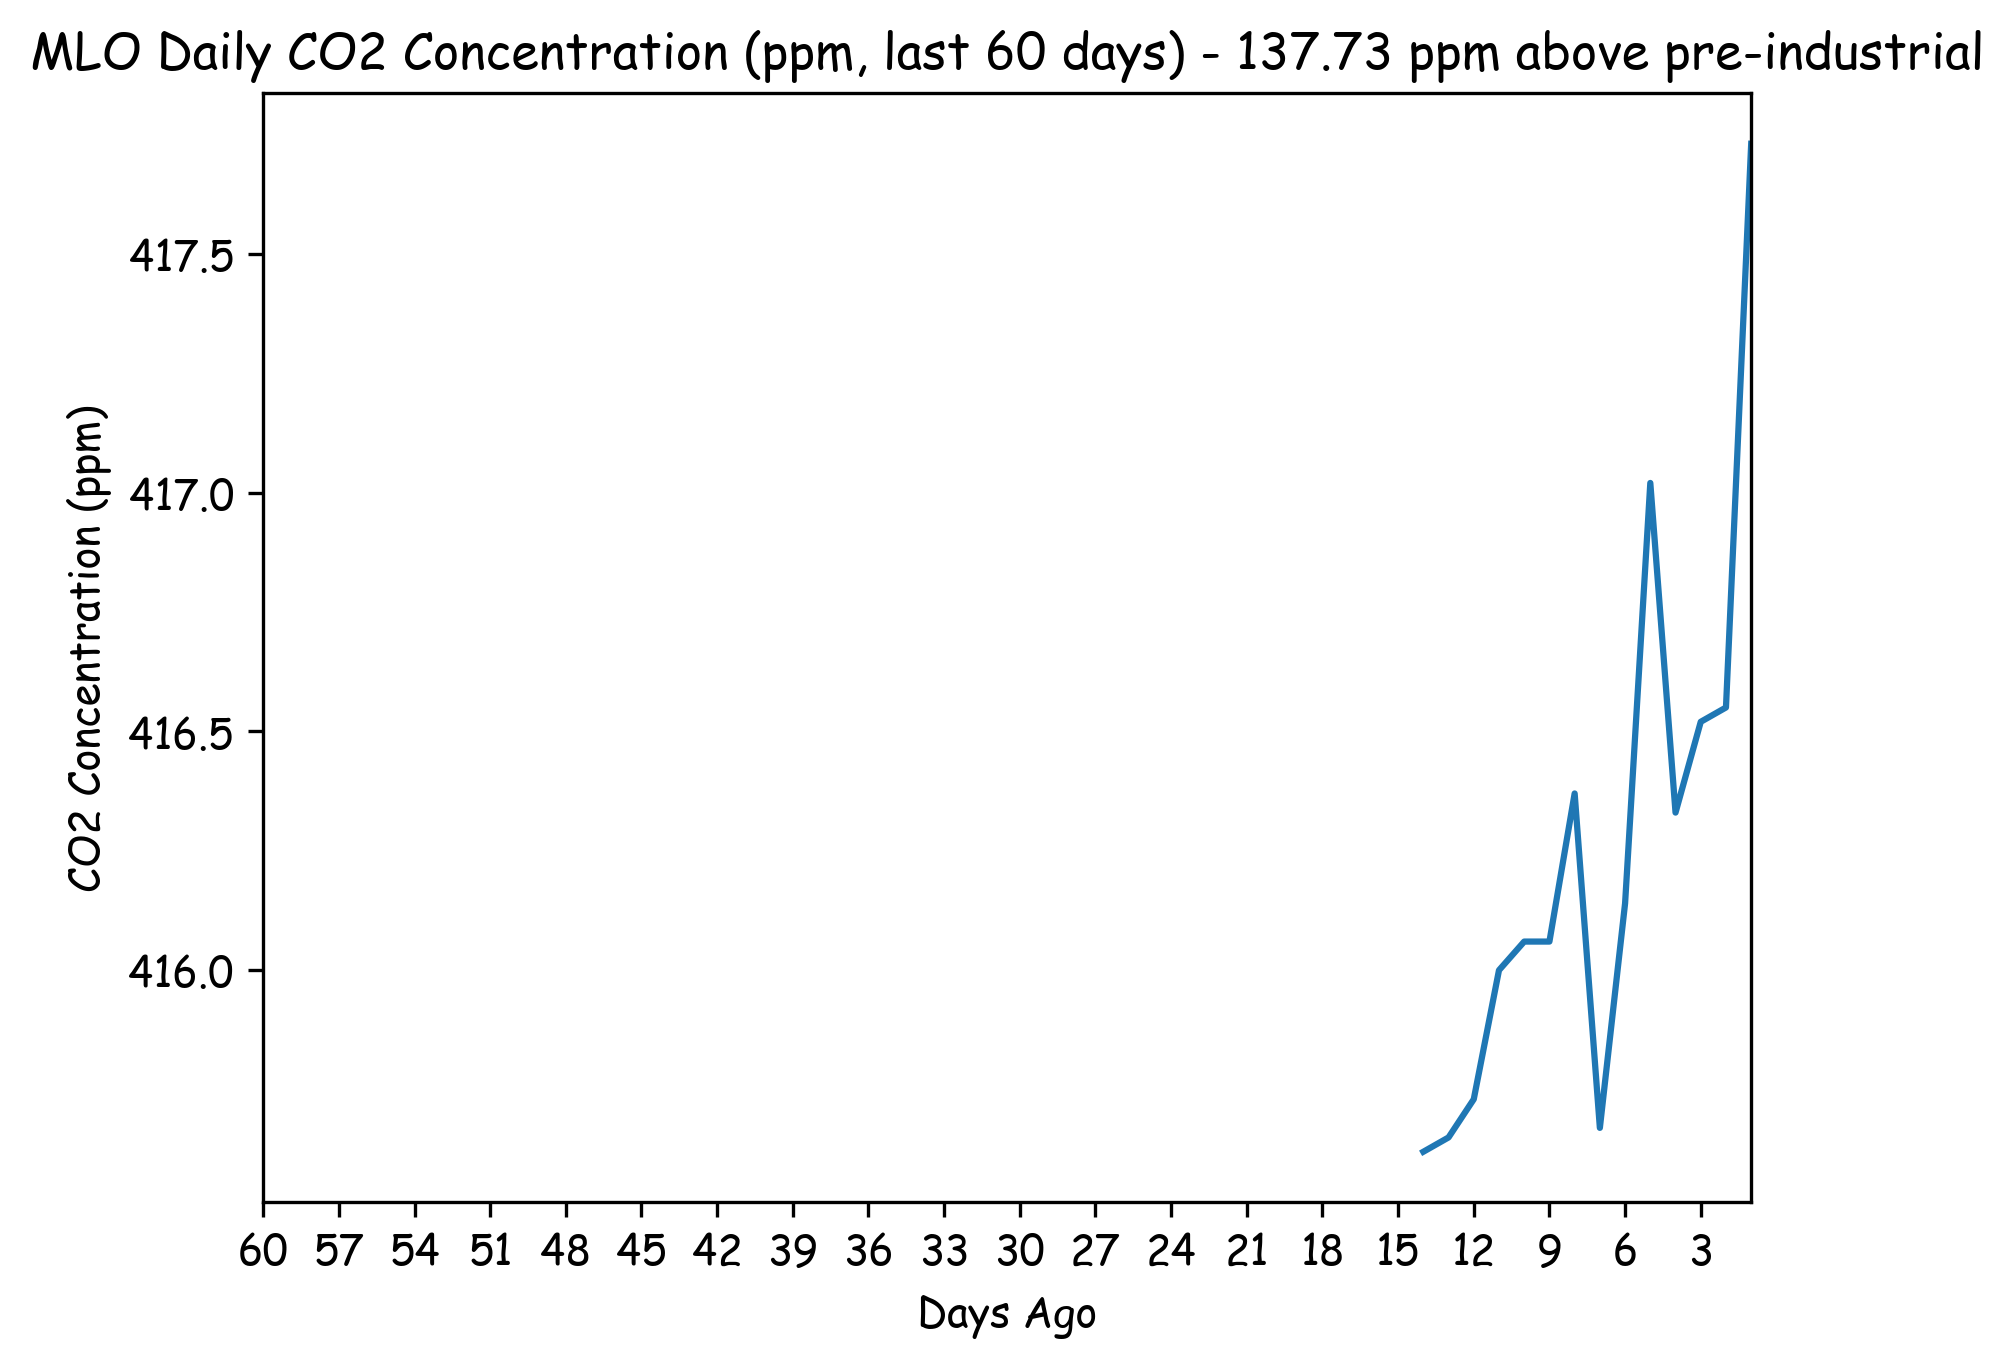 MLO Daily CO2 Concentration (ppm, last 60 days) - 137.73 ppm above pre-industrial
417.5
417.0
416.5
416.0
CO2 Concentration (ppm)
60 57 54 51 48 45 42 39 36 33 30 27 24 21 18 15 12 9 6 3
Days Ago